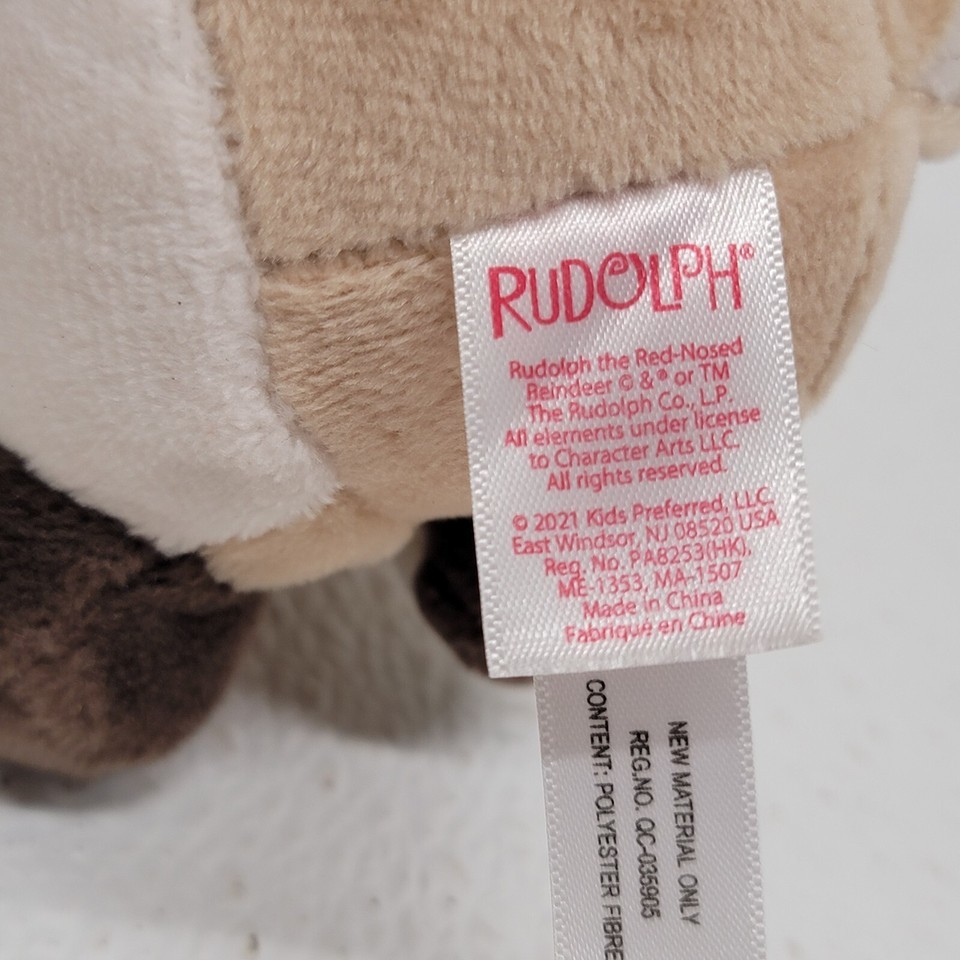 RUDOLPH®
Rudolph the Red-Nosed
Reindeer © & ® or TM
The Rudolph Co., L.P.
All elements under license
to Character Arts LLC.
All rights reserved.
© 2021 Kids Preferred, LLC.
East Windsor, NJ 08520 USA
Reg. No. PA8253(HK),
ME-1353, MA-1507
Made in China
Fabriqué en Chine
NEW MATERIAL ONLY
REG.NO. QC-035905
CONTENT: POLYESTER FIBRE